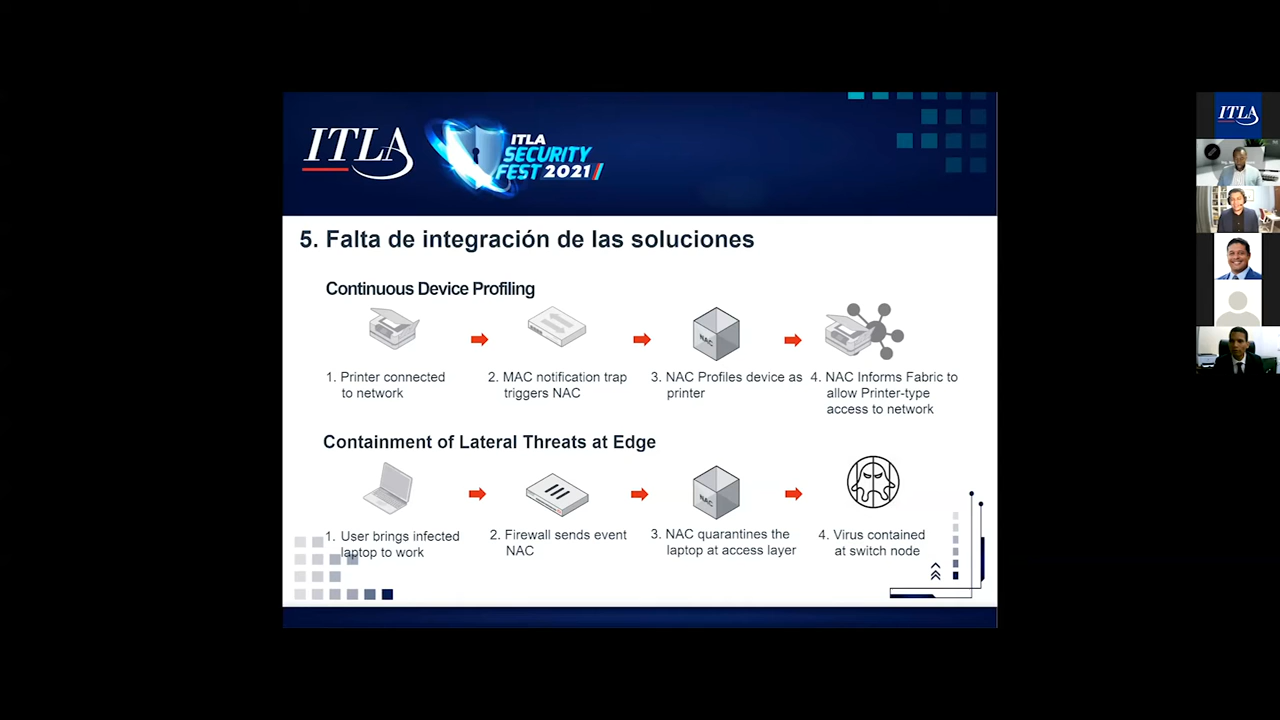 ITLA
ITLA
SECURITY
FEST 2021
ITLA
5. Falta de integración de las soluciones
Continuous Device Profiling
NAC
1. Printer connected
to network
2. MAC notification trap
triggers NAC
3. NAC Profiles device as
printer
4. NAC Informs Fabric to
allow Printer-type
access to network
Containment of Lateral Threats at Edge
NAC
1. User brings infected
laptop to work
2. Firewall sends event
NAC
3. NAC quarantines the
laptop at access layer
4. Virus contained
at switch node